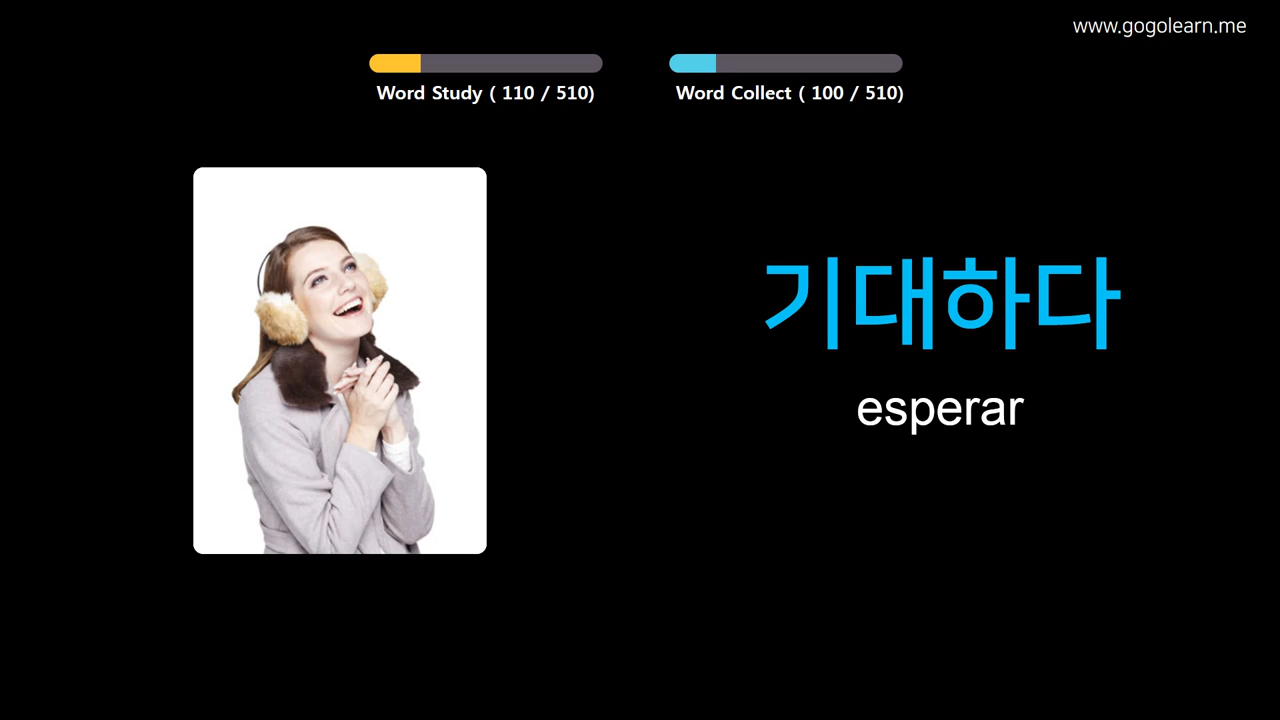 www.gogolearn.me
Word Study ( 110 / 510)
Word Collect ( 100 / 510)
기대하다
esperar